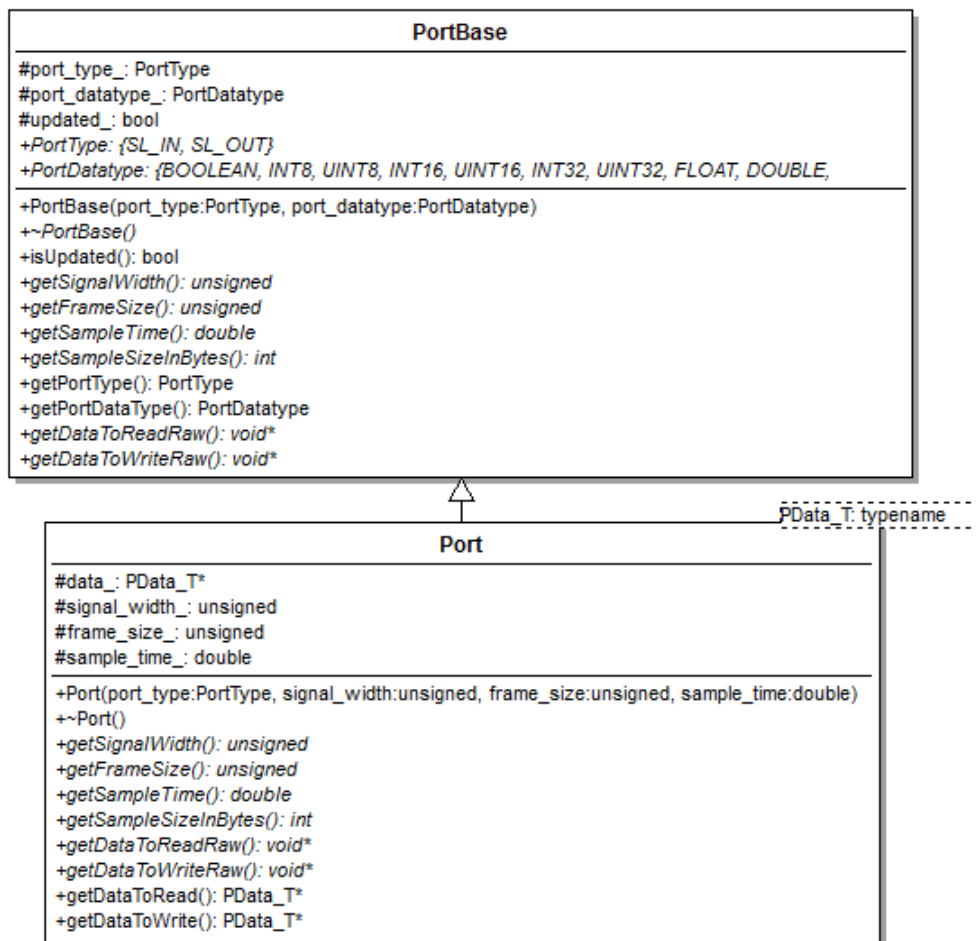 PortBase
#port_type_: PortType
#port_datatype_: PortDatatype
#updated_: bool
+PortType: {SL_IN, SL_OUT}
+PortDatatype: {BOOLEAN, INT8, UINT8, INT16, UINT16, INT32, UINT32, FLOAT, DOUBLE,
+PortBase(port_type:PortType, port_datatype:PortDatatype)
+~PortBase()
+isUpdated(): bool
+getSignalWidth(): unsigned
+getFrameSize(): unsigned
+getSampleTime(): double
+getSampleSizeInBytes(): int
+getPortType(): PortType
+getPortDataType(): PortDatatype
+getDataToReadRaw(): void*
+getDataToWriteRaw(): void*
PData_T: typename
Port
#data_: PData_T*
#signal_width_: unsigned
#frame_size_: unsigned
#sample_time_: double
+Port(port_type:PortType, signal_width:unsigned, frame_size:unsigned, sample_time:double)
+~Port()
+getSignalWidth(): unsigned
+getFrameSize(): unsigned
+getSampleTime(): double
+getSampleSizeInBytes(): int
+getDataToReadRaw(): void*
+getDataToWriteRaw(): void*
+getDataToRead(): PData_T*
+getDataToWrite(): PData_T*